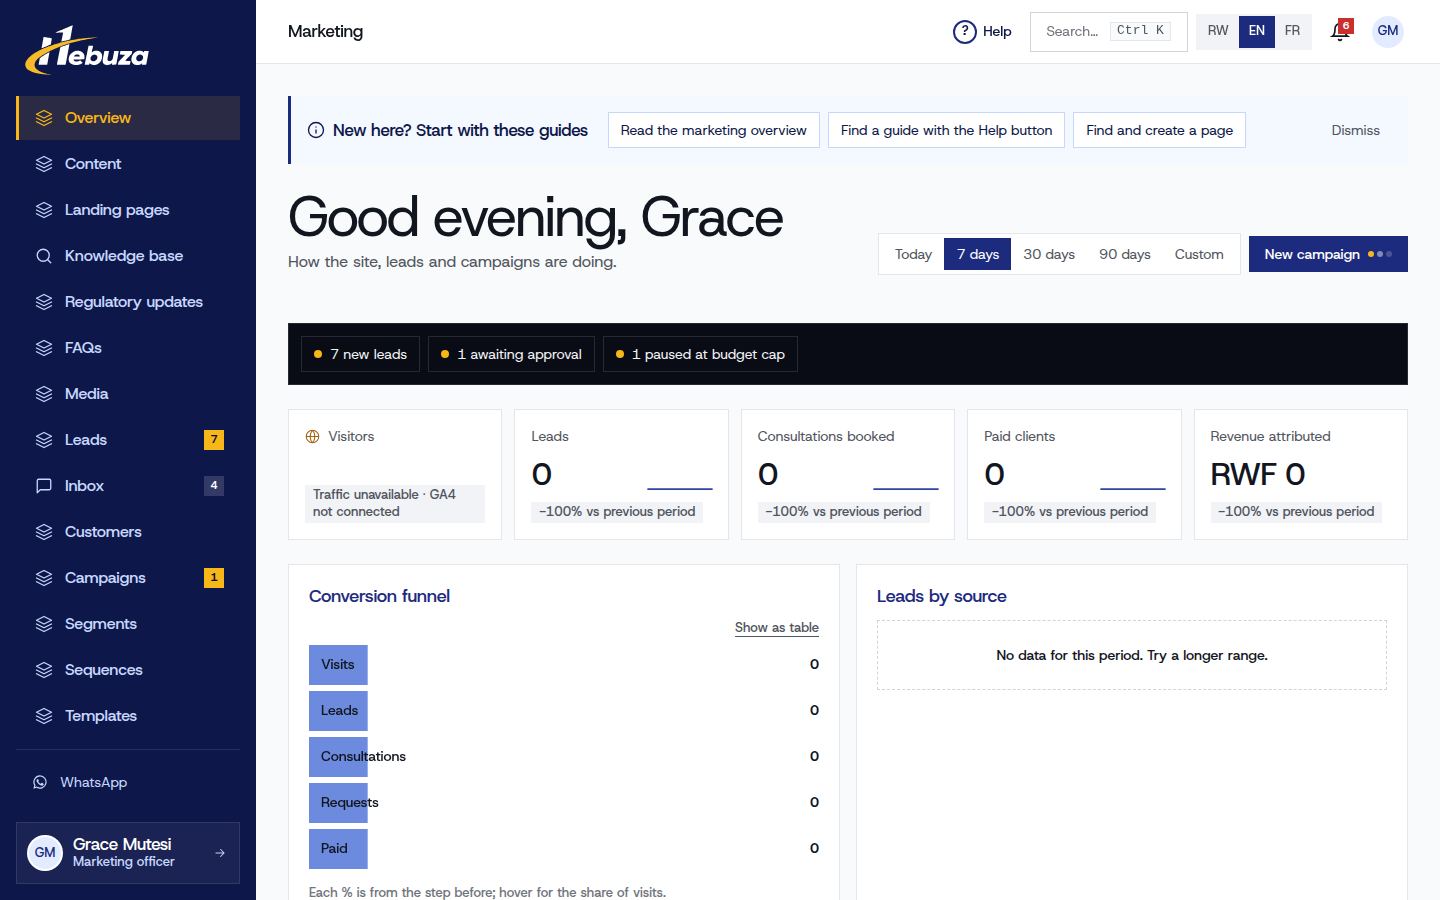 Hebuza
Overview
Content
Landing pages
Knowledge base
Regulatory updates
FAQs
Media
Leads 7
Inbox 4
Customers
Campaigns 1
Segments
Sequences
Templates
WhatsApp
GM
Grace Mutesi
Marketing officer
Marketing
? Help
Search... Ctrl K
RW EN FR
6
GM
New here? Start with these guides
Read the marketing overview
Find a guide with the Help button
Find and create a page
Dismiss
Good evening, Grace
How the site, leads and campaigns are doing.
Today 7 days 30 days 90 days Custom
New campaign
7 new leads
1 awaiting approval
1 paused at budget cap
Visitors
Traffic unavailable · GA4
not connected
Leads
0
−100% vs previous period
Consultations booked
0
−100% vs previous period
Paid clients
0
−100% vs previous period
Revenue attributed
RWF 0
−100% vs previous period
Conversion funnel
Show as table
Visits 0
Leads 0
Consultations 0
Requests 0
Paid 0
Each % is from the step before; hover for the share of visits.
Leads by source
No data for this period. Try a longer range.